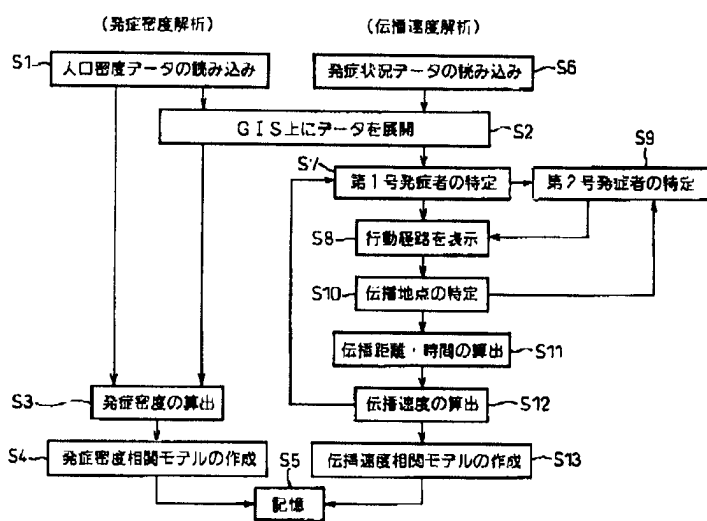 （発症密度解析）
（伝播速度解析）
S1
人口密度データの読み込み
発症状況データの読み込み
S6
GIS上にデータを展開
S2
S7
第1号発症者の特定
S9
第2号発症者の特定
S8
行動経路を表示
S10
伝播地点の特定
伝播距離・時間の算出
S11
S3
発症密度の算出
伝播速度の算出
S12
S4
発症密度相関モデルの作成
S5
記憶
伝播速度相関モデルの作成
S13